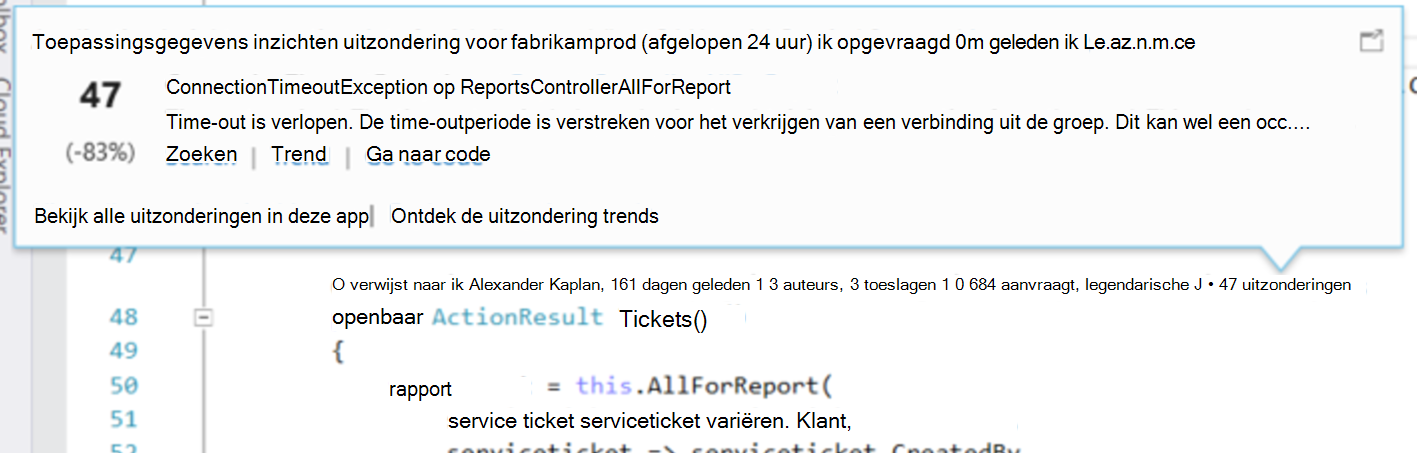 Toepassingsgegevens inzichten uitzondering voor fabrikamprod (afgelopen 24 uur) ik opgevraagd 0m geleden ik Le.az.n.m.ce
47
ConnectionTimeoutException op ReportsControllerAllForReport
Time-out is verlopen. De time-outperiode is verstreken voor het verkrijgen van een verbinding uit de groep. Dit kan wel een occ....
(-83%)
Zoeken | Trend | Ga naar code
Bekijk alle uitzonderingen in deze app| Ontdek de uitzondering trends
Cloud Explorer
47
O verwijst naar ik Alexander Kaplan, 161 dagen geleden 1 3 auteurs, 3 toeslagen 1 0 684 aanvraagt, legendarische J • 47 uitzonderingen
48 openbaar ActionResult Tickets()
49 {
50 rapport = this.AllForReport(
51 service ticket serviceticket variëren. Klant,
52 serviceticket => serviceticket.CreatedBy